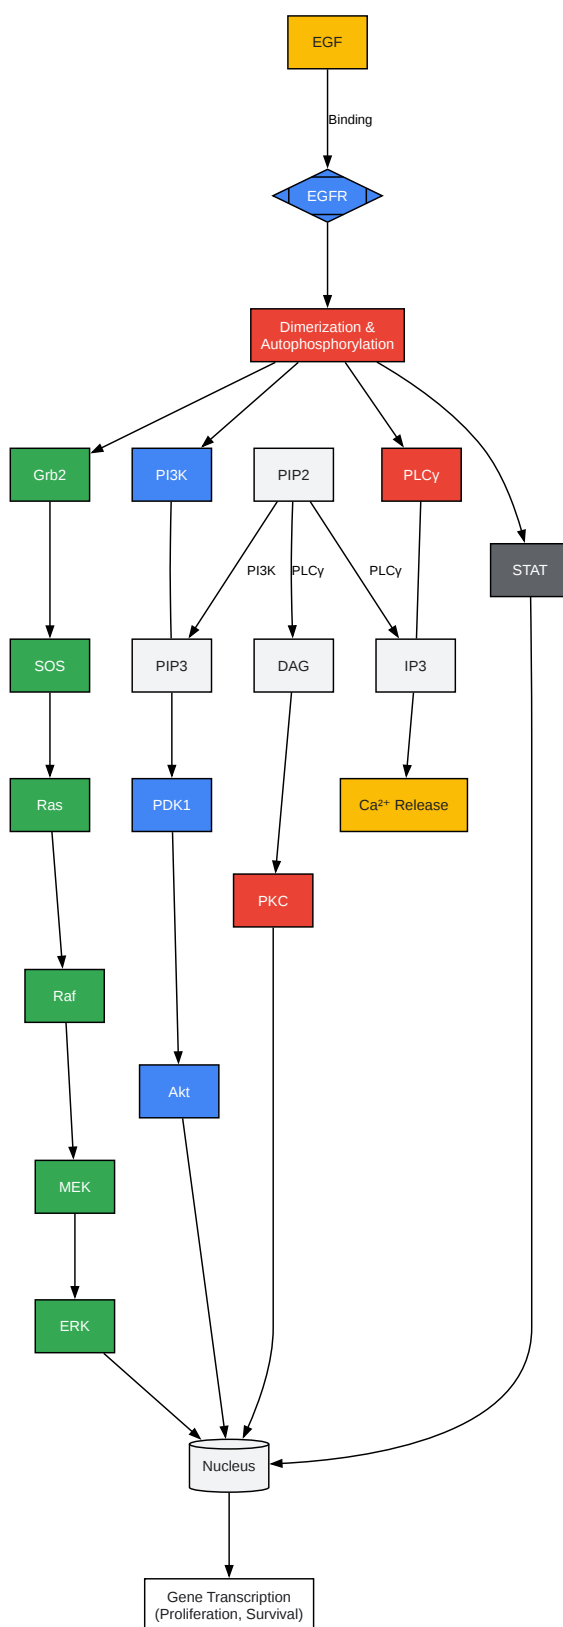 EGF
Binding
EGFR
Dimerization &
Autophosphorylation
Grb2
PI3K
PIP2
PLCγ
STAT
PI3K
PLCγ
PLCγ
SOS
PIP3
DAG
IP3
Ras
PDK1
Ca²⁺ Release
PKC
Raf
Akt
MEK
ERK
Nucleus
Gene Transcription
(Proliferation, Survival)